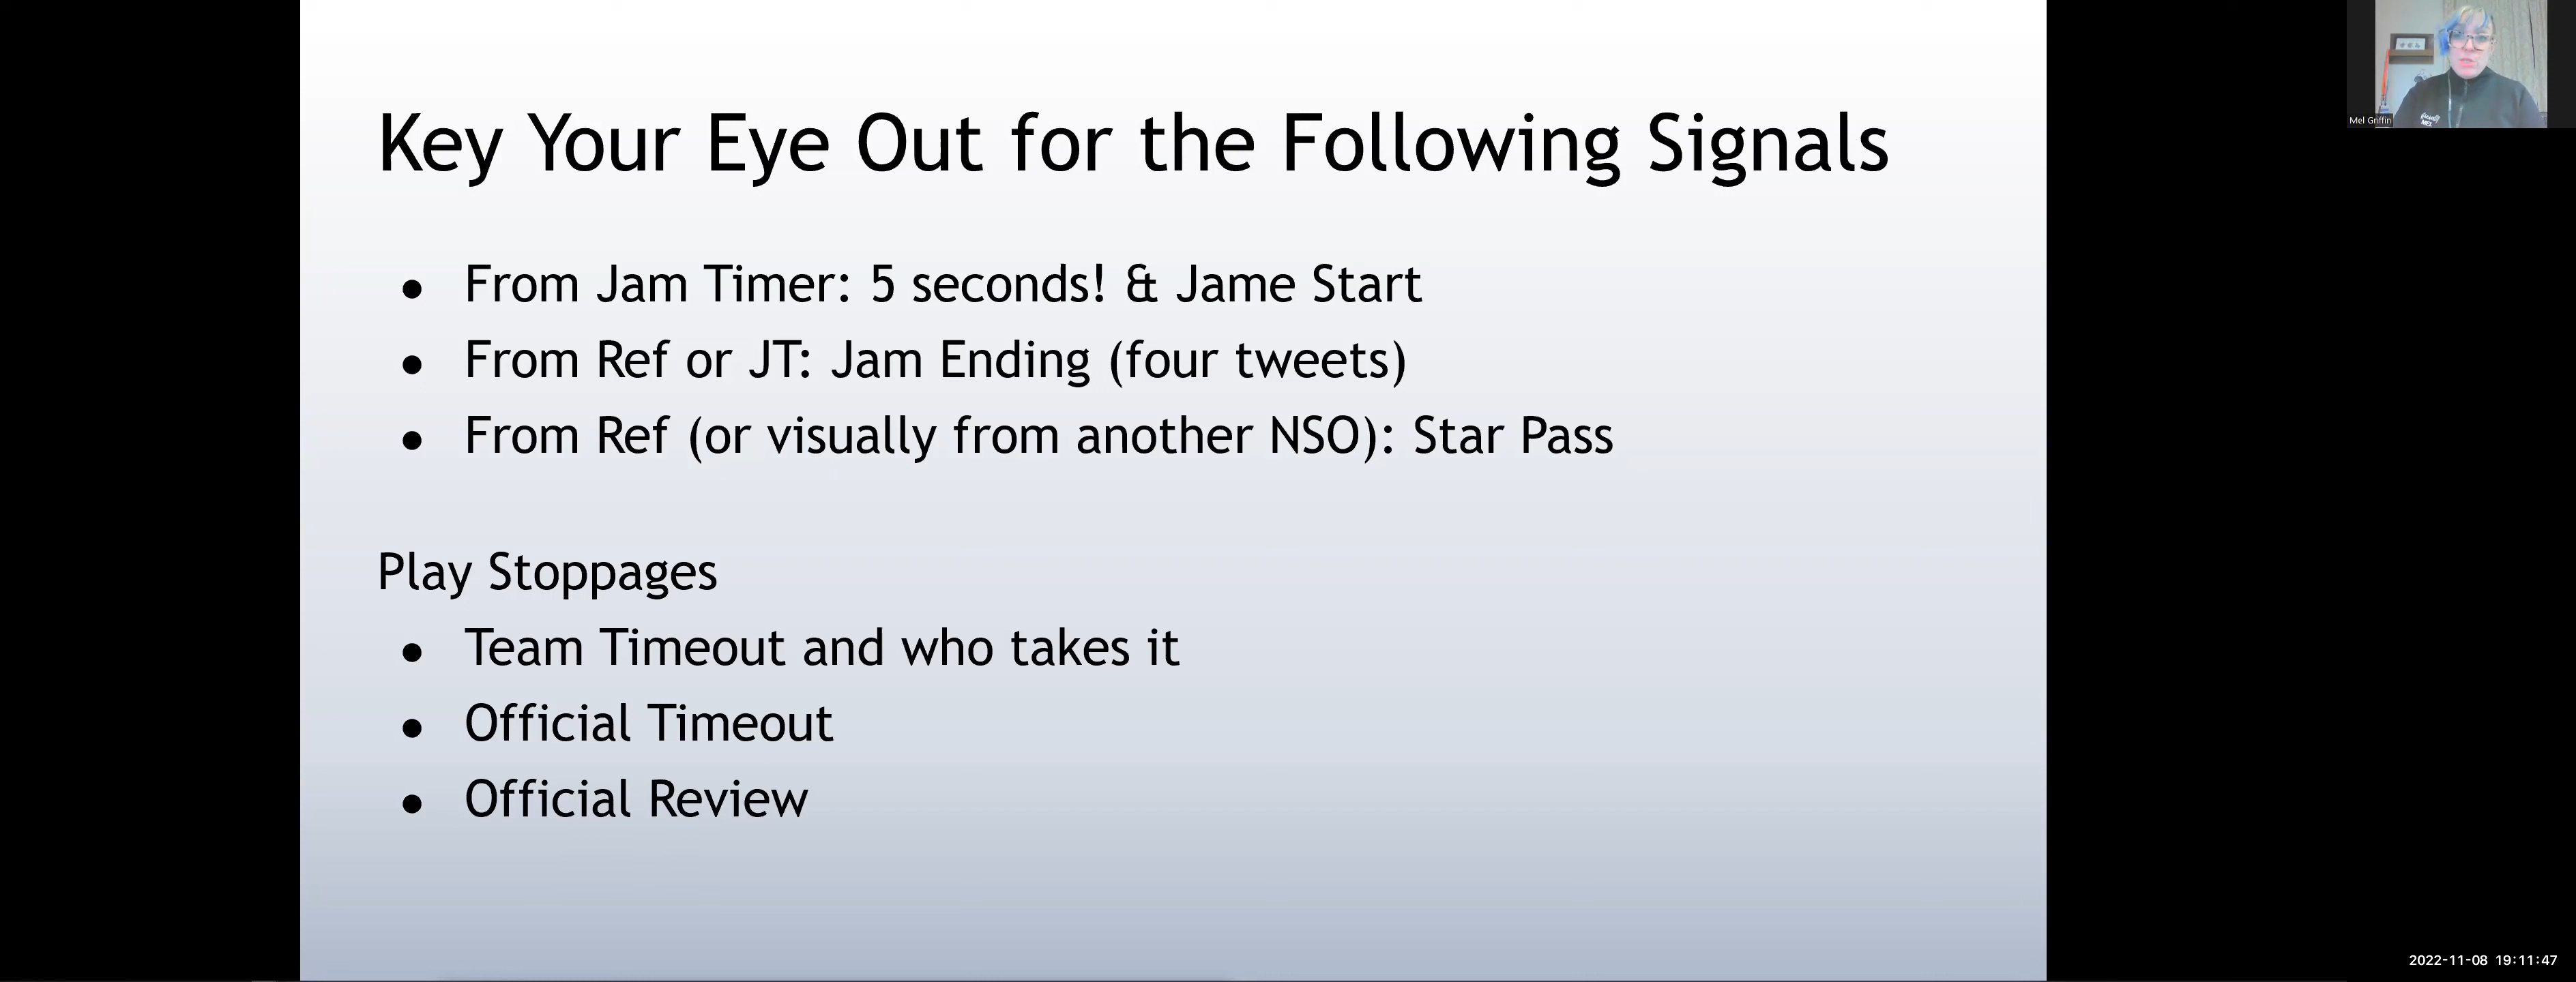 Key Your Eye Out for the Following Signals
● From Jam Timer: 5 seconds! & Jame Start
● From Ref or JT: Jam Ending (four tweets)
● From Ref (or visually from another NSO): Star Pass
Play Stoppages
● Team Timeout and who takes it
● Official Timeout
● Official Review
Mel Griffin
2022-11-08 19:11:47